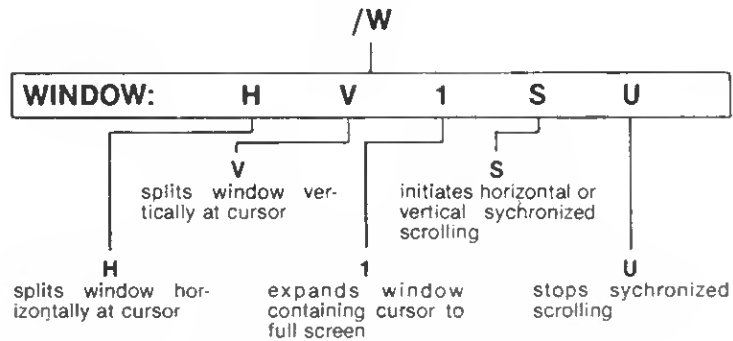 /W
WINDOW: H V 1 S U
V
splits window ver-
tically at cursor
S
initiates horizontal or
vertical sychronized
scrolling
H
splits window hor-
izontally at cursor
1
expands window
containing cursor to
full screen
U
stops sychronized
scrolling